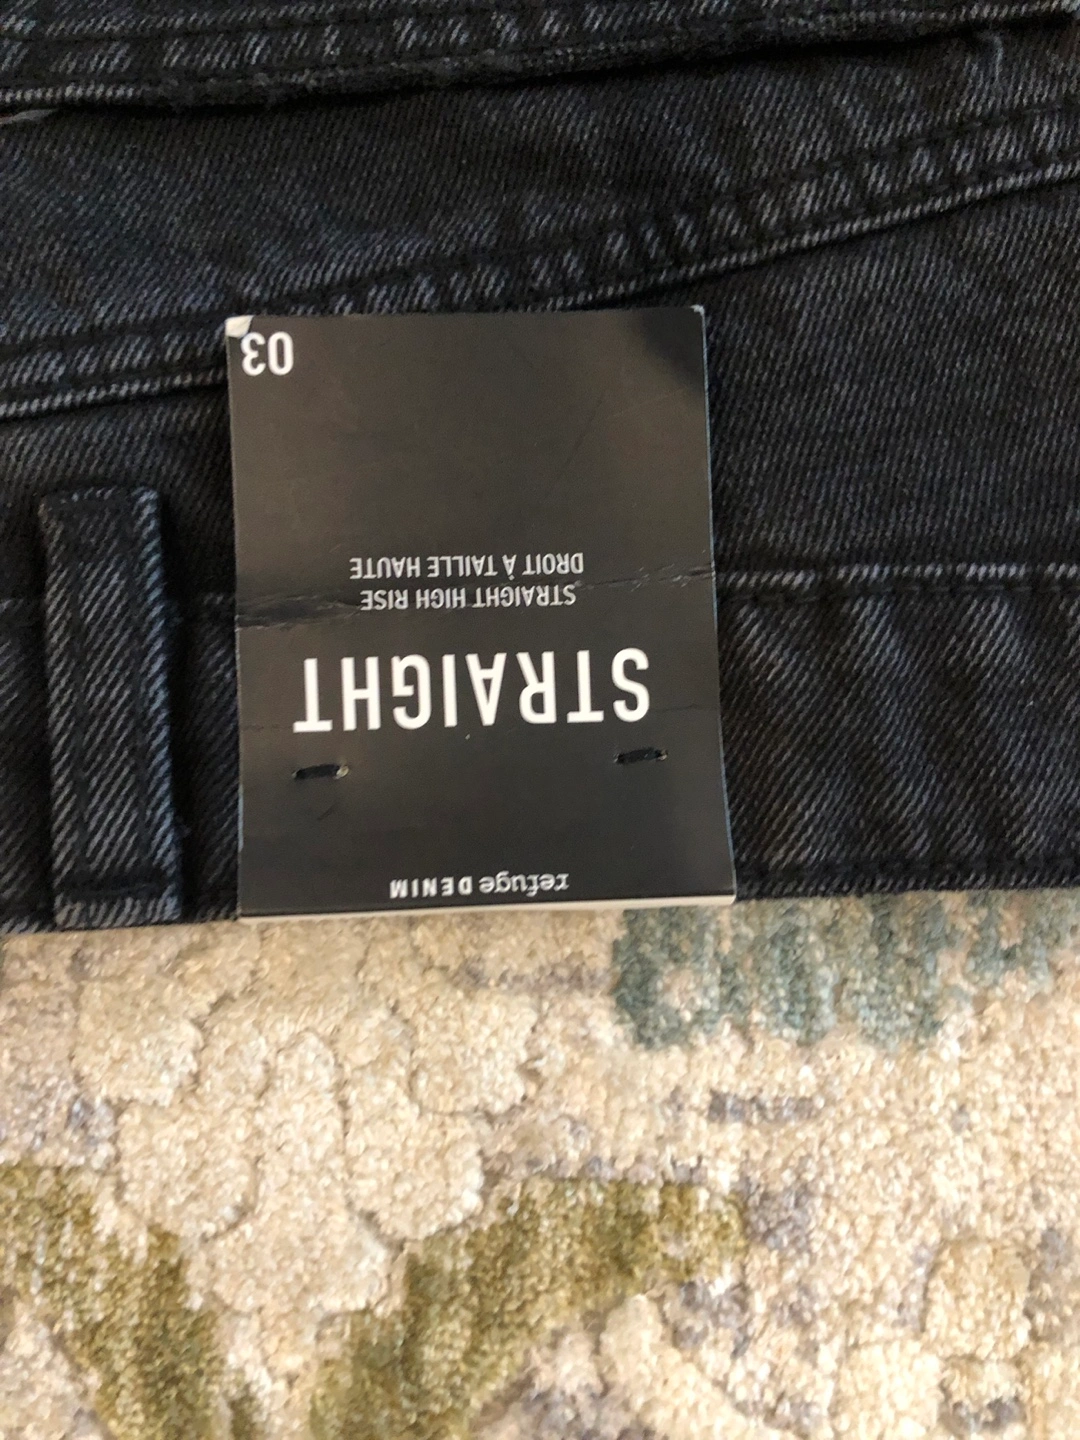 refuge DENIM
STRAIGHT
STRAIGHT HIGH RISE
DROIT À TAILLE HAUTE
03